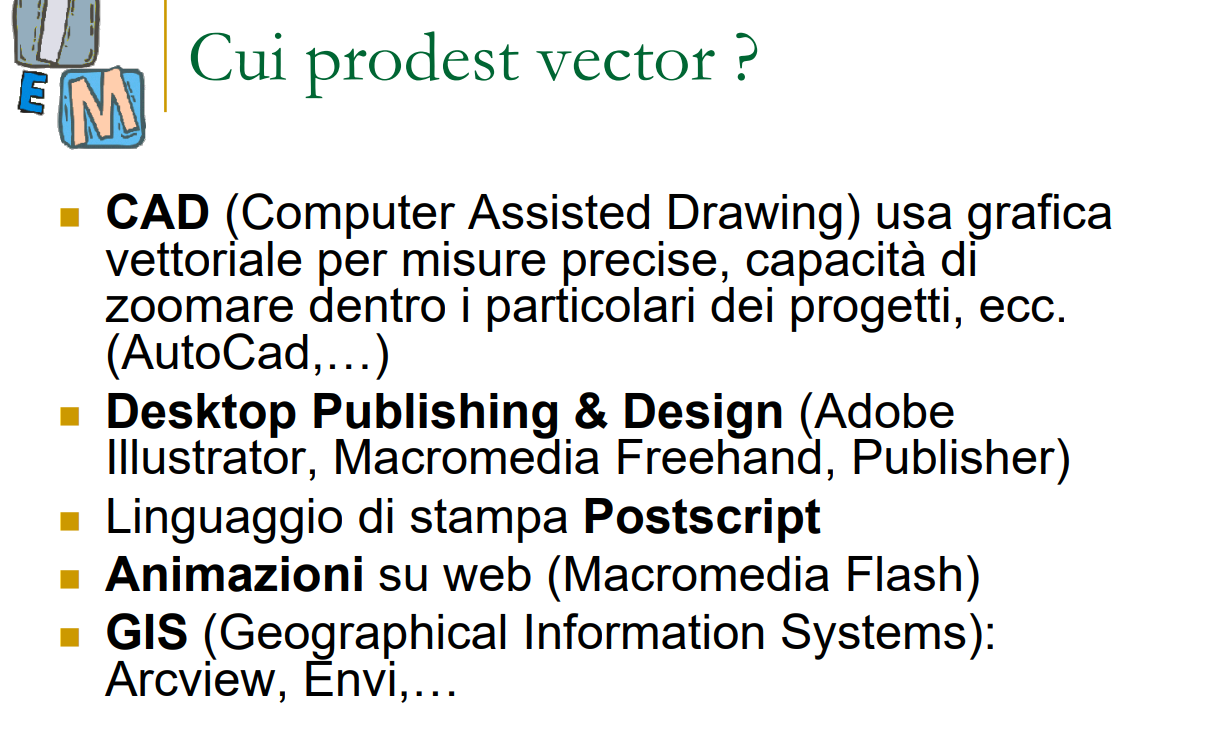 Cui prodest vector ?
E
M
CAD (Computer Assisted Drawing) usa grafica
vettoriale per misure precise, capacità di
zoomare dentro i particolari dei progetti, ecc.
(AutoCad,…)
Desktop Publishing & Design (Adobe
Illustrator, Macromedia Freehand, Publisher)
Linguaggio di stampa Postscript
Animazioni su web (Macromedia Flash)
GIS (Geographical Information Systems):
Arcview, Envi,…